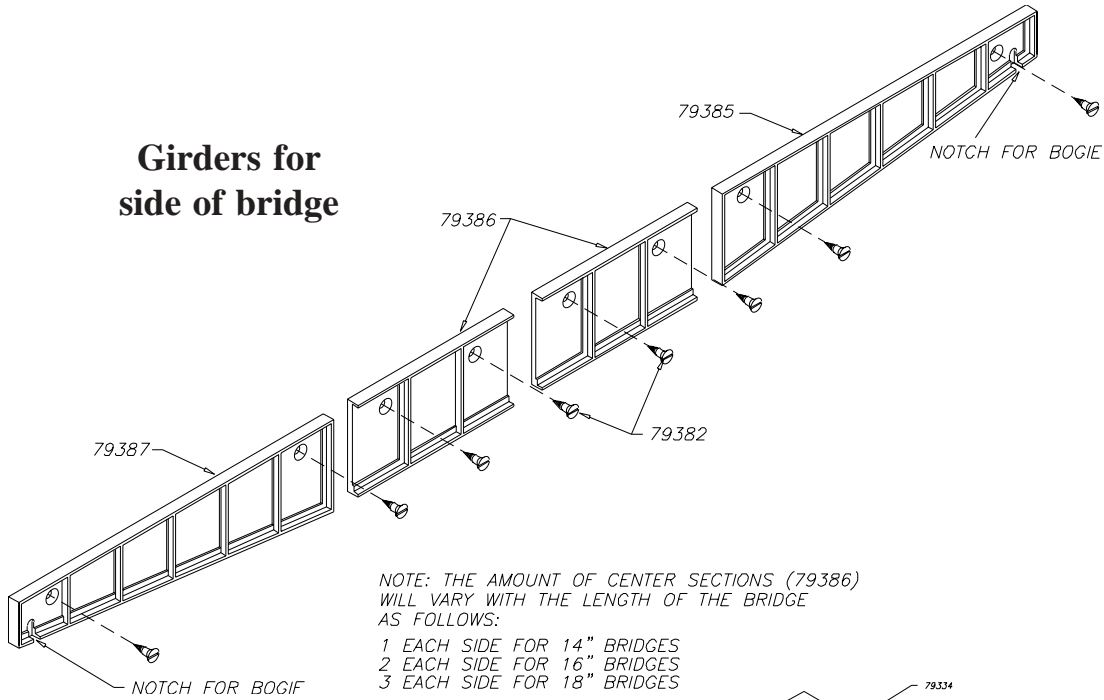 Girders for
side of bridge
79385
NOTCH FOR BOGIE
79386
79382
79387
NOTE: THE AMOUNT OF CENTER SECTIONS (79386)
WILL VARY WITH THE LENGTH OF THE BRIDGE
AS FOLLOWS:
1 EACH SIDE FOR 14" BRIDGES
2 EACH SIDE FOR 16" BRIDGES
3 EACH SIDE FOR 18" BRIDGES
79334
NOTCH FOR BOGIE